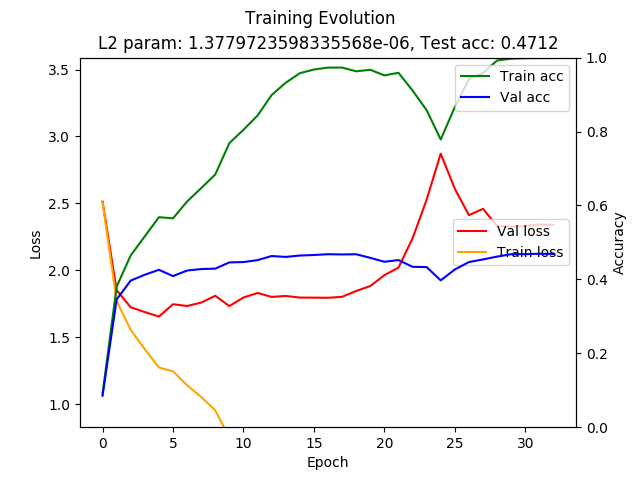 Training Evolution
L2 param: 1.3779723598335568e-06, Test acc: 0.4712
3.5
3.0
2.5
2.0
1.5
1.0
Loss
1.0
0.8
0.6
0.4
0.2
0.0
Accuracy
Train acc
Val acc
Val loss
Train loss
0
5
10
15
20
25
30
Epoch